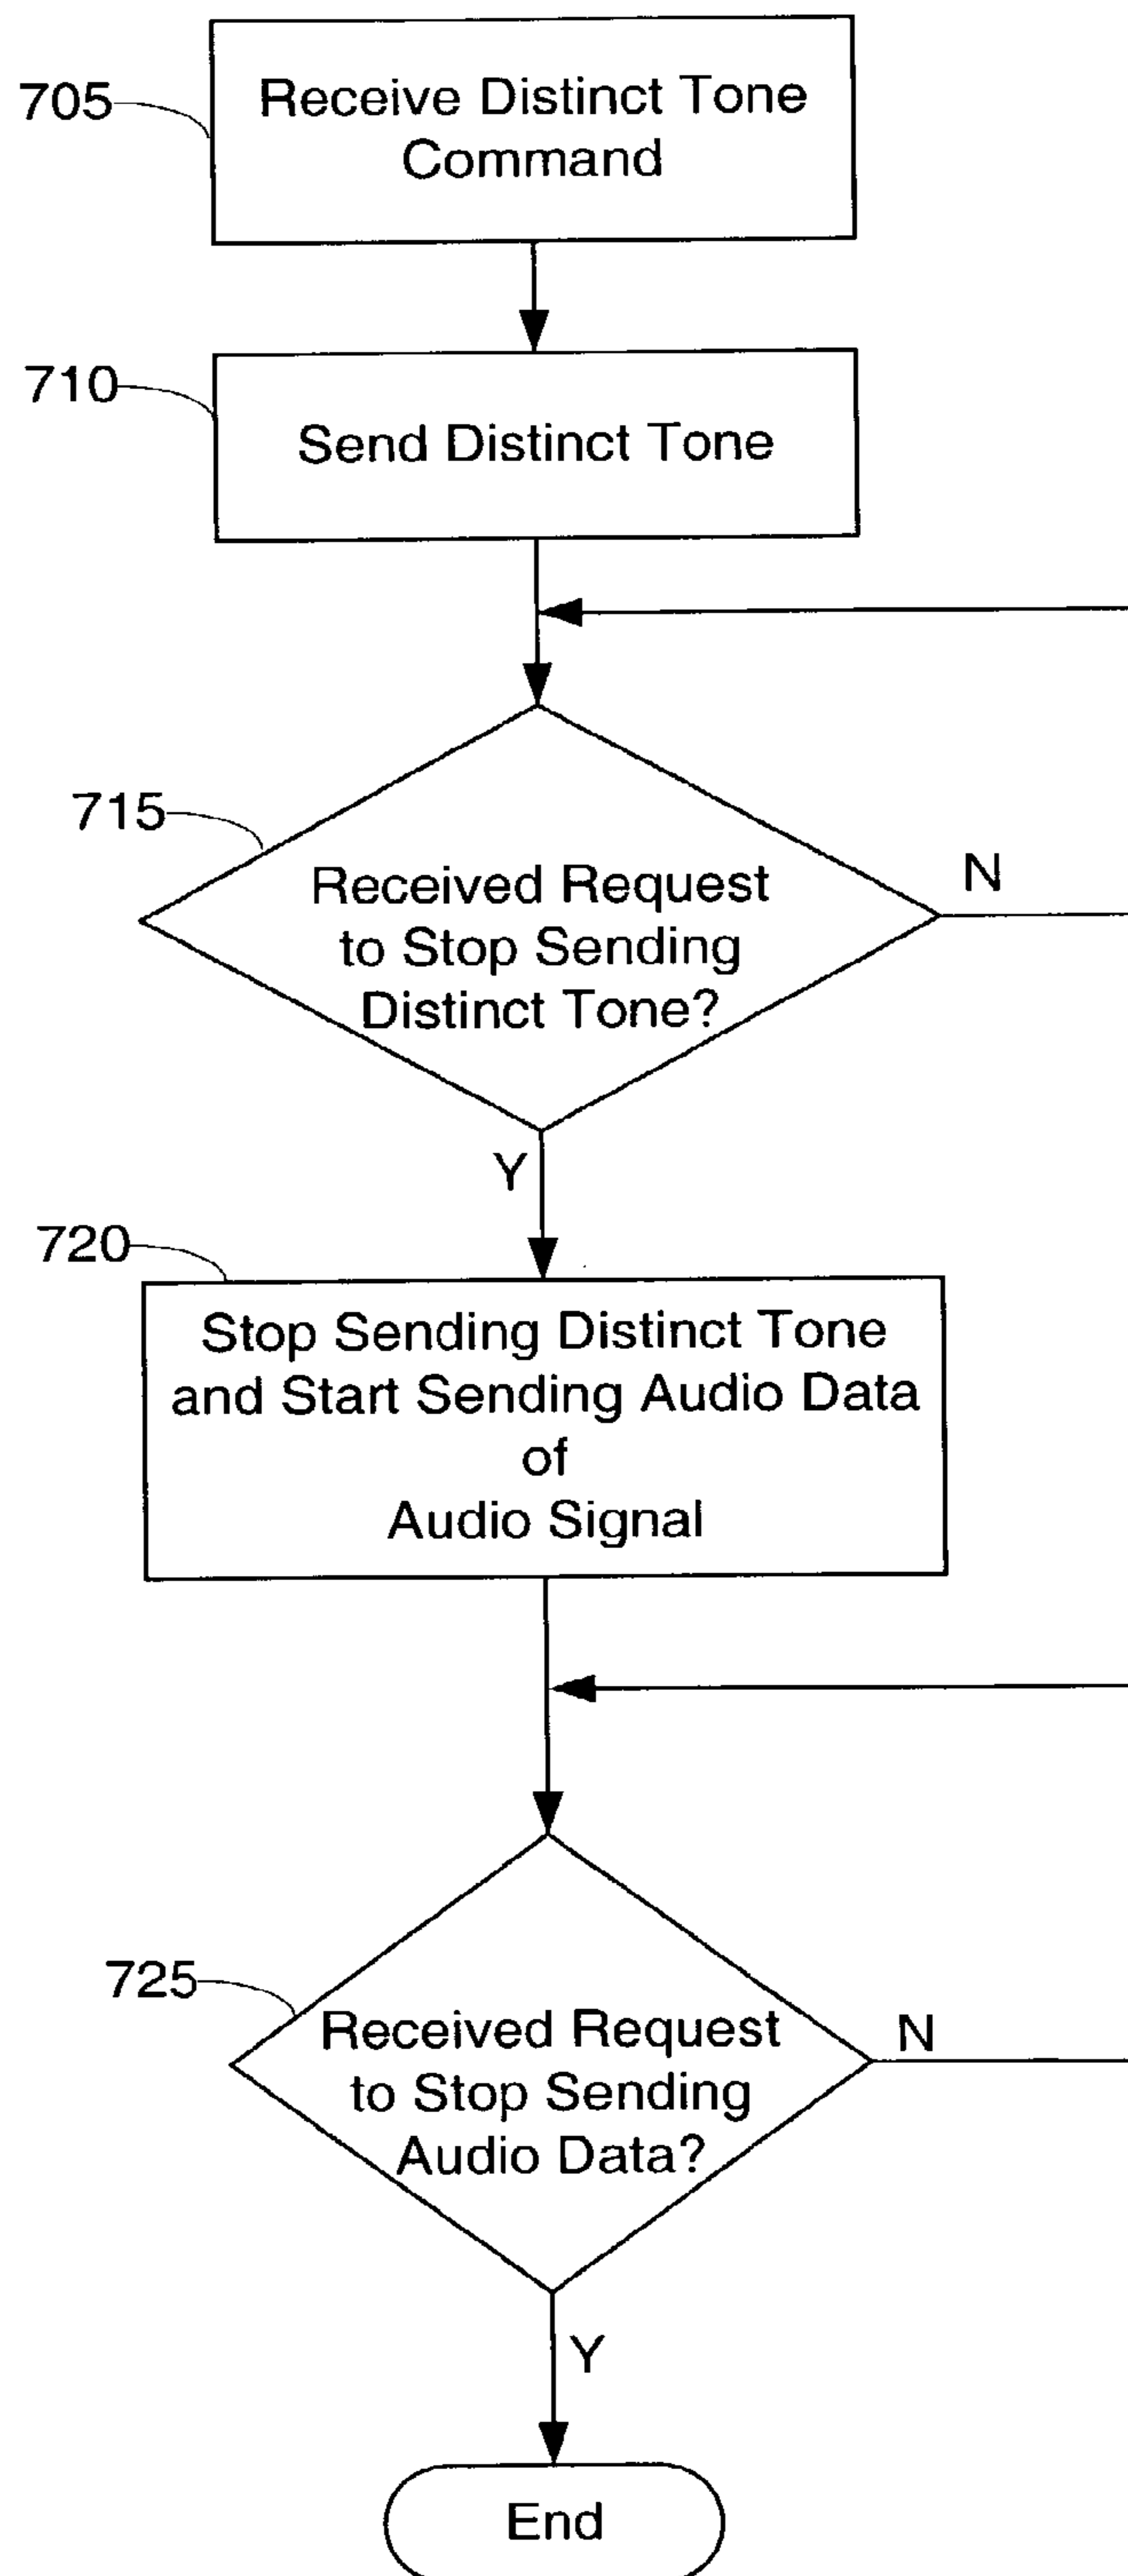 705
Receive Distinct Tone
Command
710
Send Distinct Tone
715
Received Request
to Stop Sending
Distinct Tone?
N
Y
720
Stop Sending Distinct Tone
and Start Sending Audio Data
of
Audio Signal
725
Received Request
to Stop Sending
Audio Data?
N
Y
End